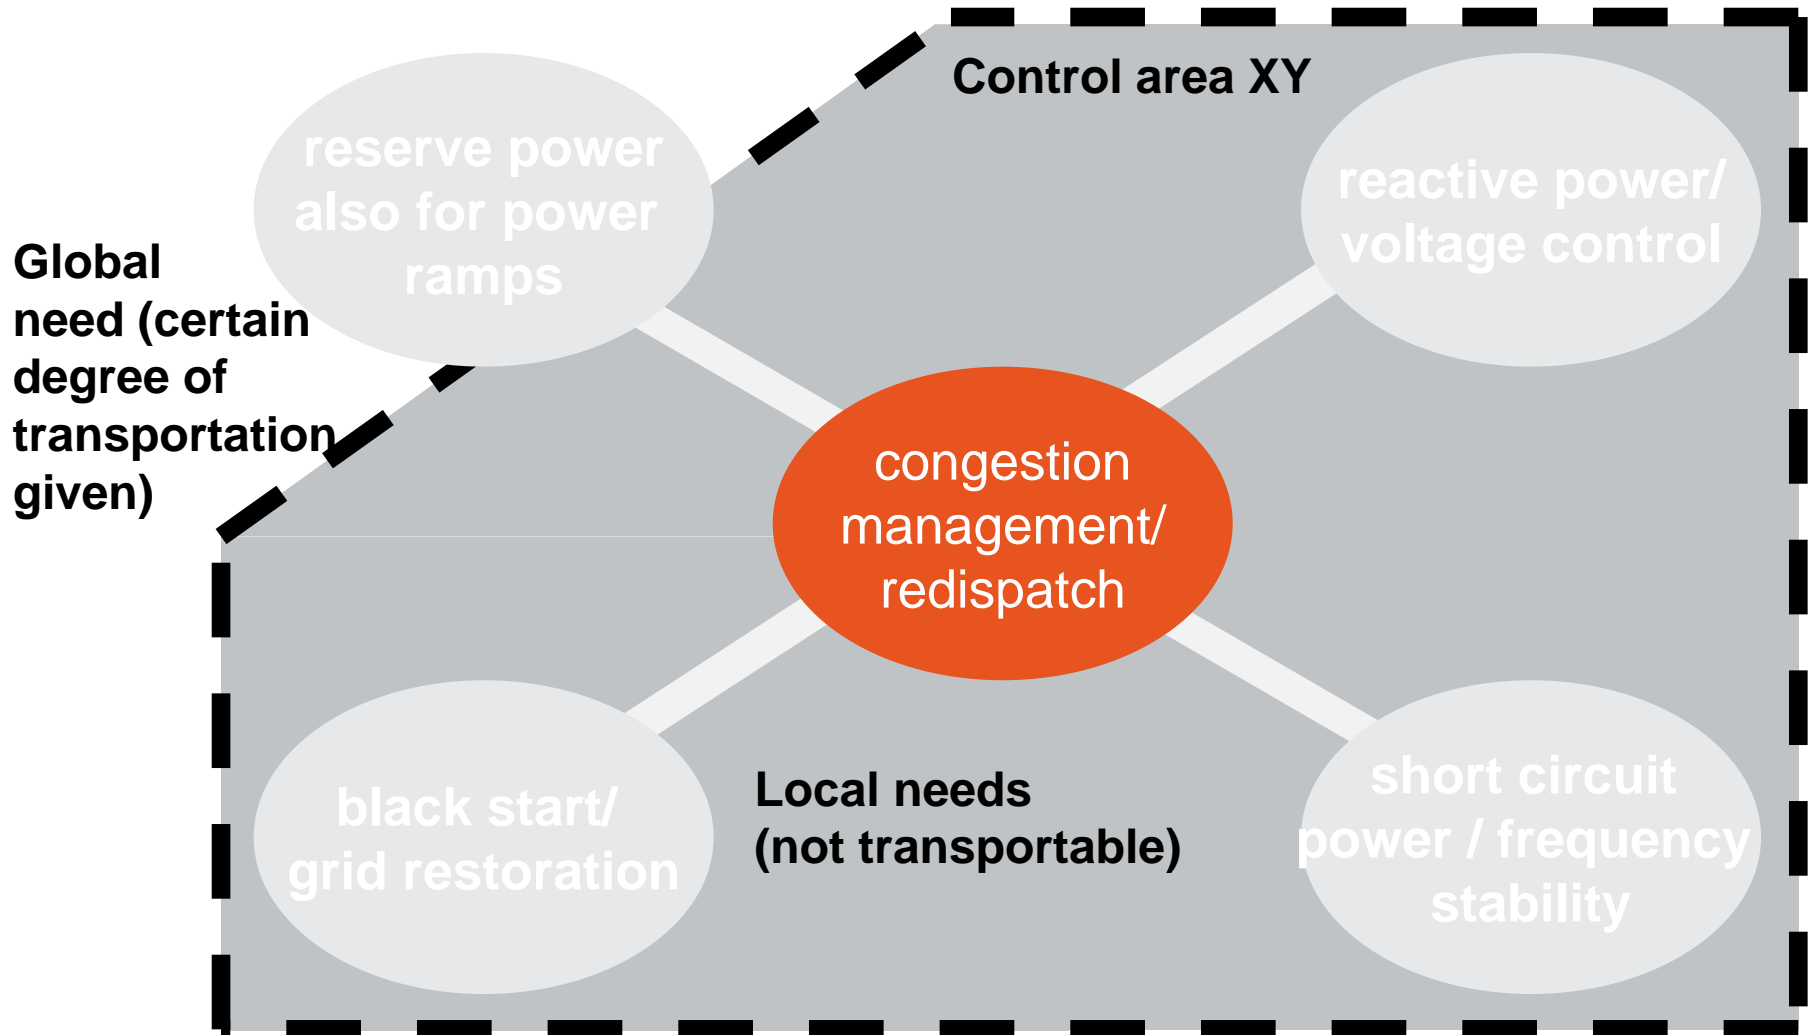 Control area XY
reserve power
also for power
ramps
reactive power/
voltage control
Global
need (certain
degree of
transportation
given)
congestion
management/
redispatch
black start/
grid restoration
Local needs
(not transportable)
short circuit
power / frequency
stability